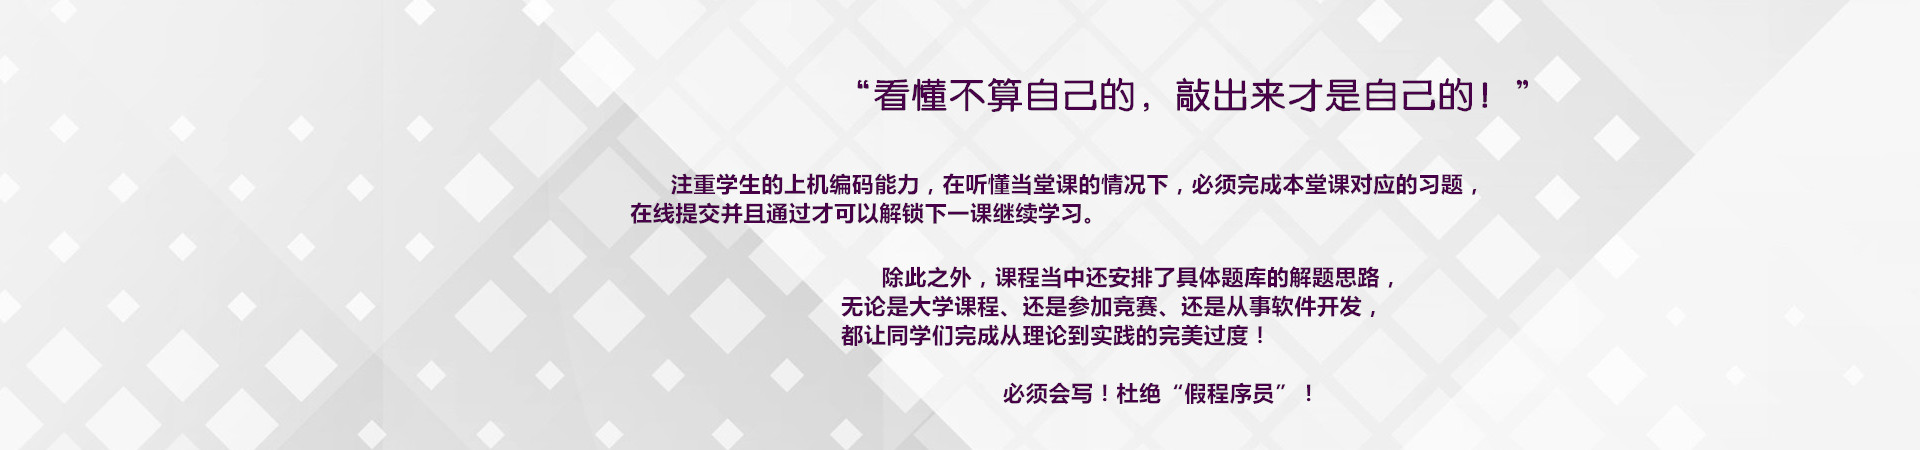 “看懂不算自己的，敲出来才是自己的！”
注重学生的上机编码能力，在听懂当堂课的情况下，必须完成本堂课对应的习题，
在线提交并且通过才可以解锁下一课继续学习。
除此之外，课程当中还安排了具体题库的解题思路，
无论是大学课程、还是参加竞赛、还是从事软件开发，
都让同学们完成从理论到实践的完美过度！
必须会写！杜绝“假程序员”！